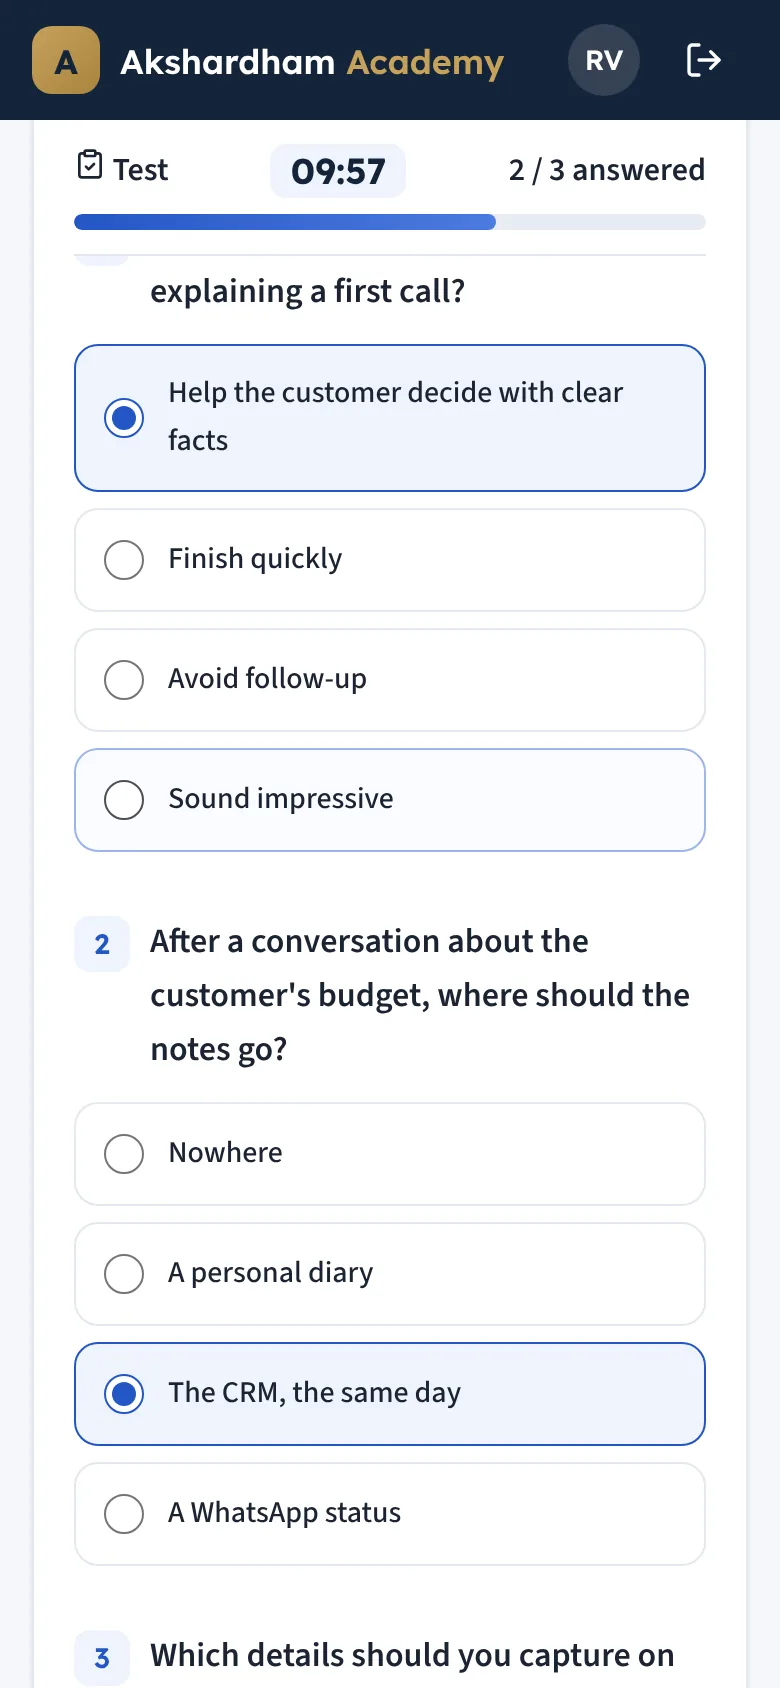 A
Akshardham Academy
RV
Test
09:57
2 / 3 answered
explaining a first call?
Help the customer decide with clear
facts
Finish quickly
Avoid follow-up
Sound impressive
2
After a conversation about the
customer's budget, where should the
notes go?
Nowhere
A personal diary
The CRM, the same day
A WhatsApp status
3
Which details should you capture on